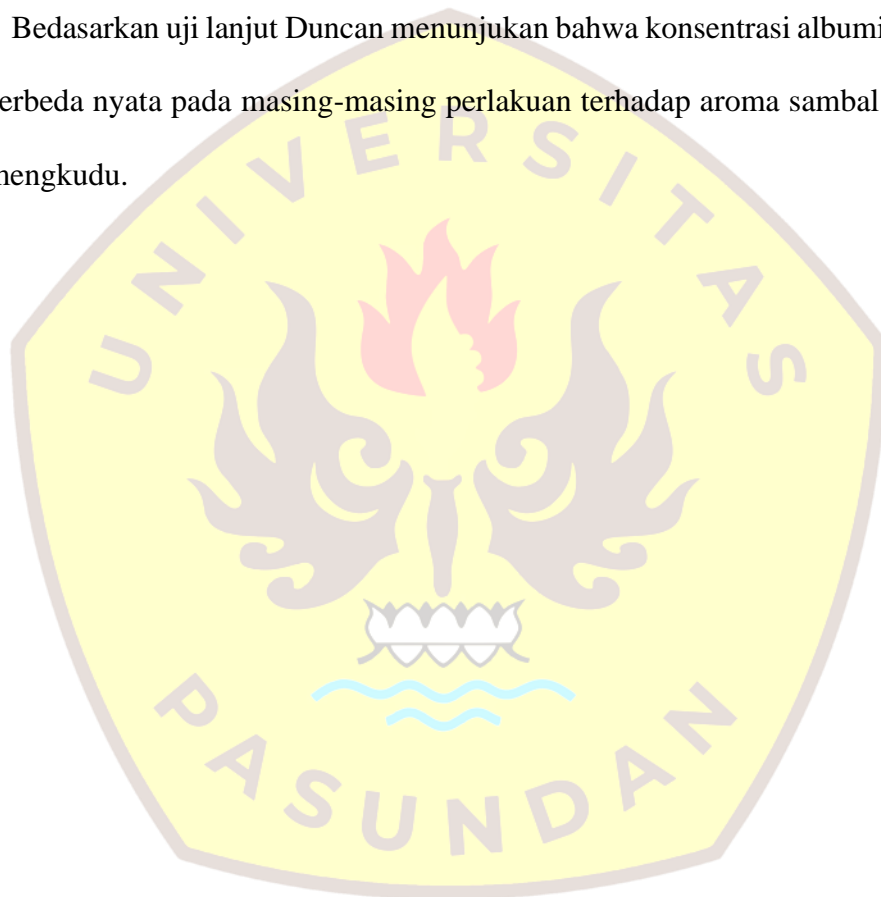 Bedasarkan uji lanjut Duncan menunjukan bahwa konsentrasi albumi
erbeda nyata pada masing-masing perlakuan terhadap aroma sambal
nengkudu.
UNIVERSITAS
PASUNDAN